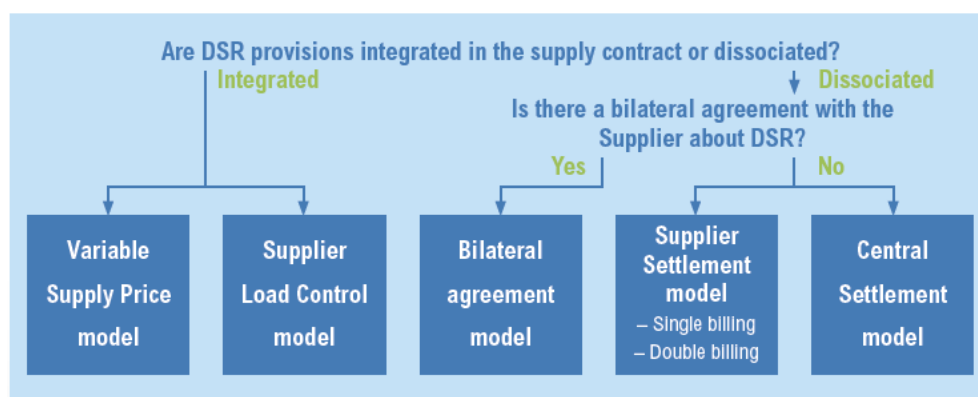 Are DSR provisions integrated in the supply contract or dissociated?
Integrated
Dissociated
Is there a bilateral agreement with the
Supplier about DSR?
Yes
No
Variable
Supply Price
model
Supplier
Load Control
model
Bilateral
agreement
model
Supplier
Settlement
model
– Single billing
– Double billing
Central
Settlement
model